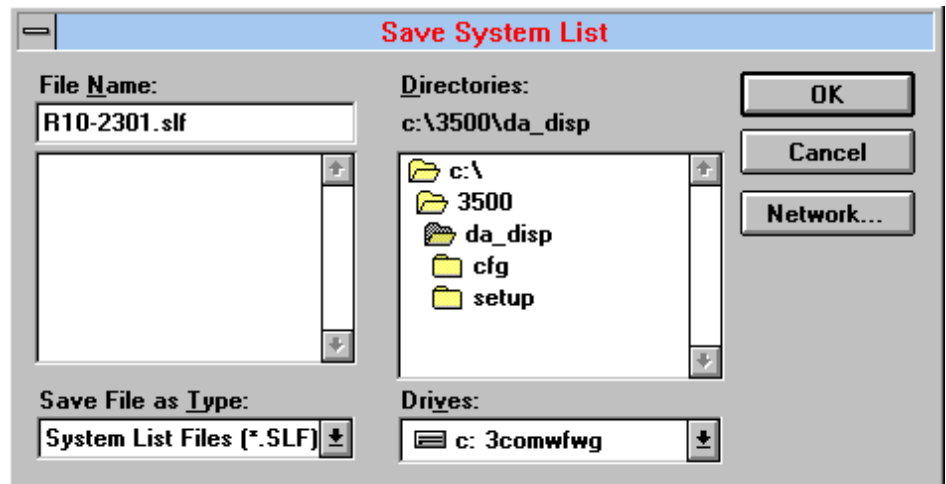 Save System List
File Name:
R10-2301.slf
Save File as Type:
System List Files (*.SLF)
Directories:
c:\3500\da_disp
c:\
3500
da_disp
cfg
setup
Drives:
c: 3comwfwg
OK
Cancel
Network...